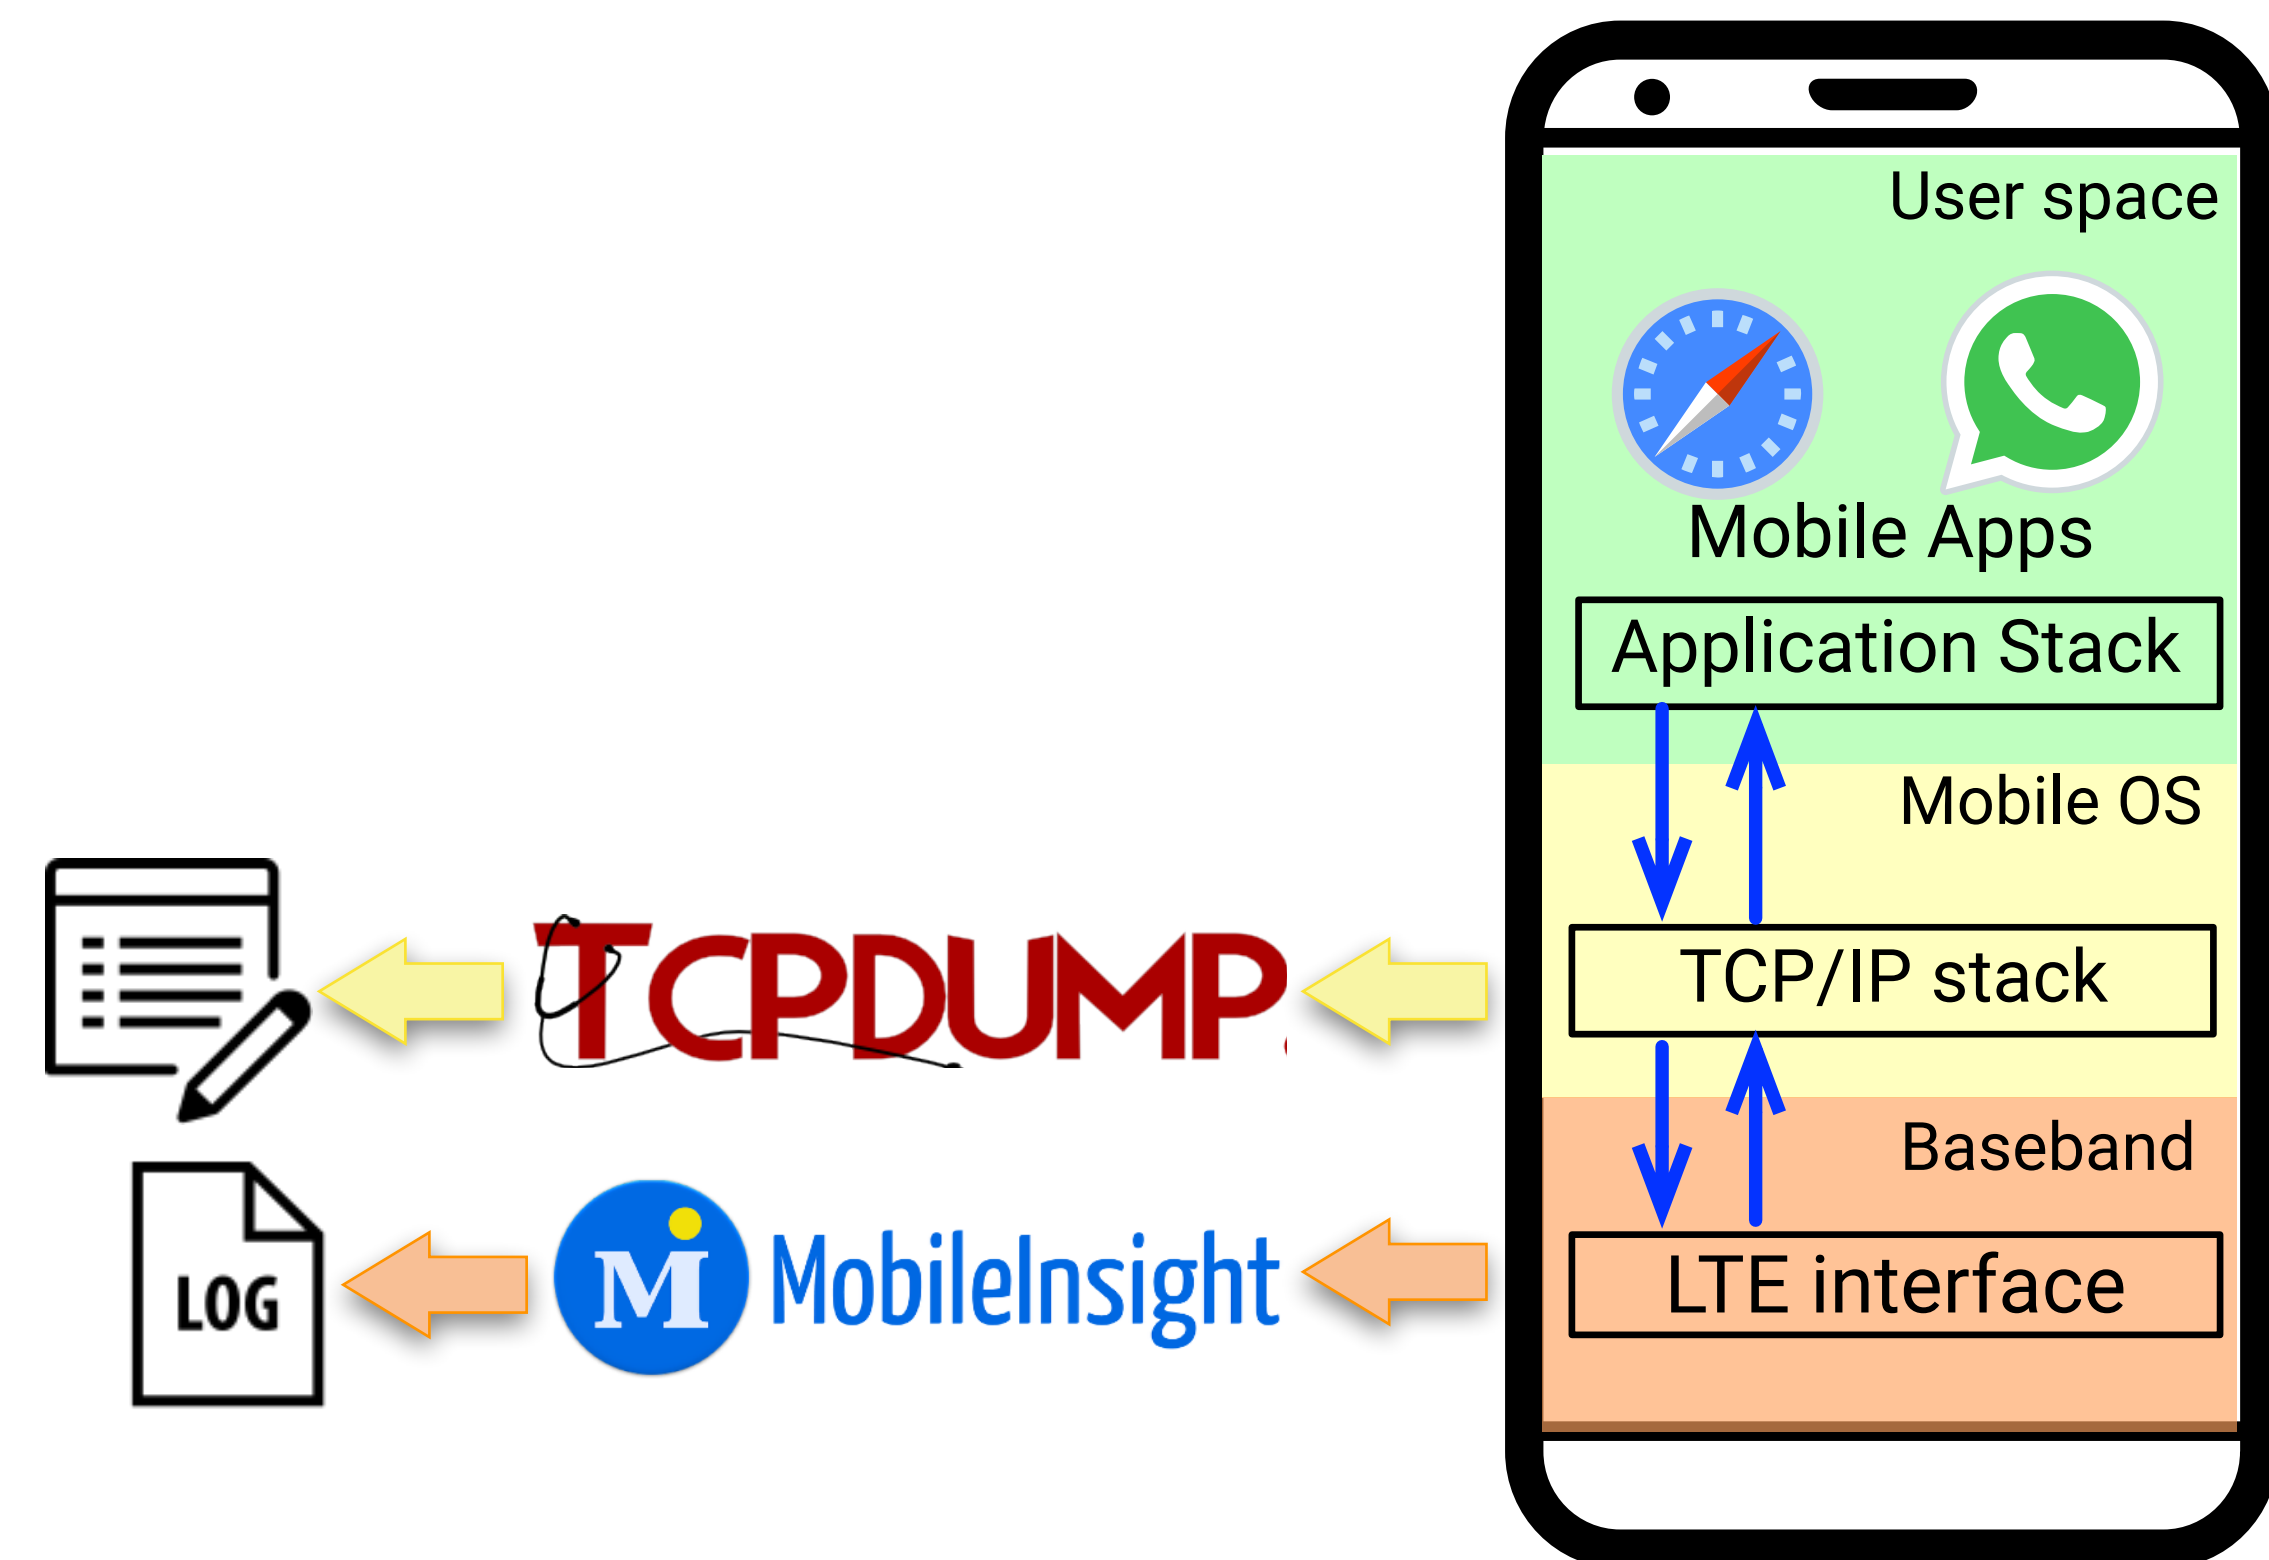 User space
Mobile Apps
Application Stack
Mobile OS
TCPDUMP
TCP/IP stack
Baseband
LOG
M
MobileInsight
LTE interface